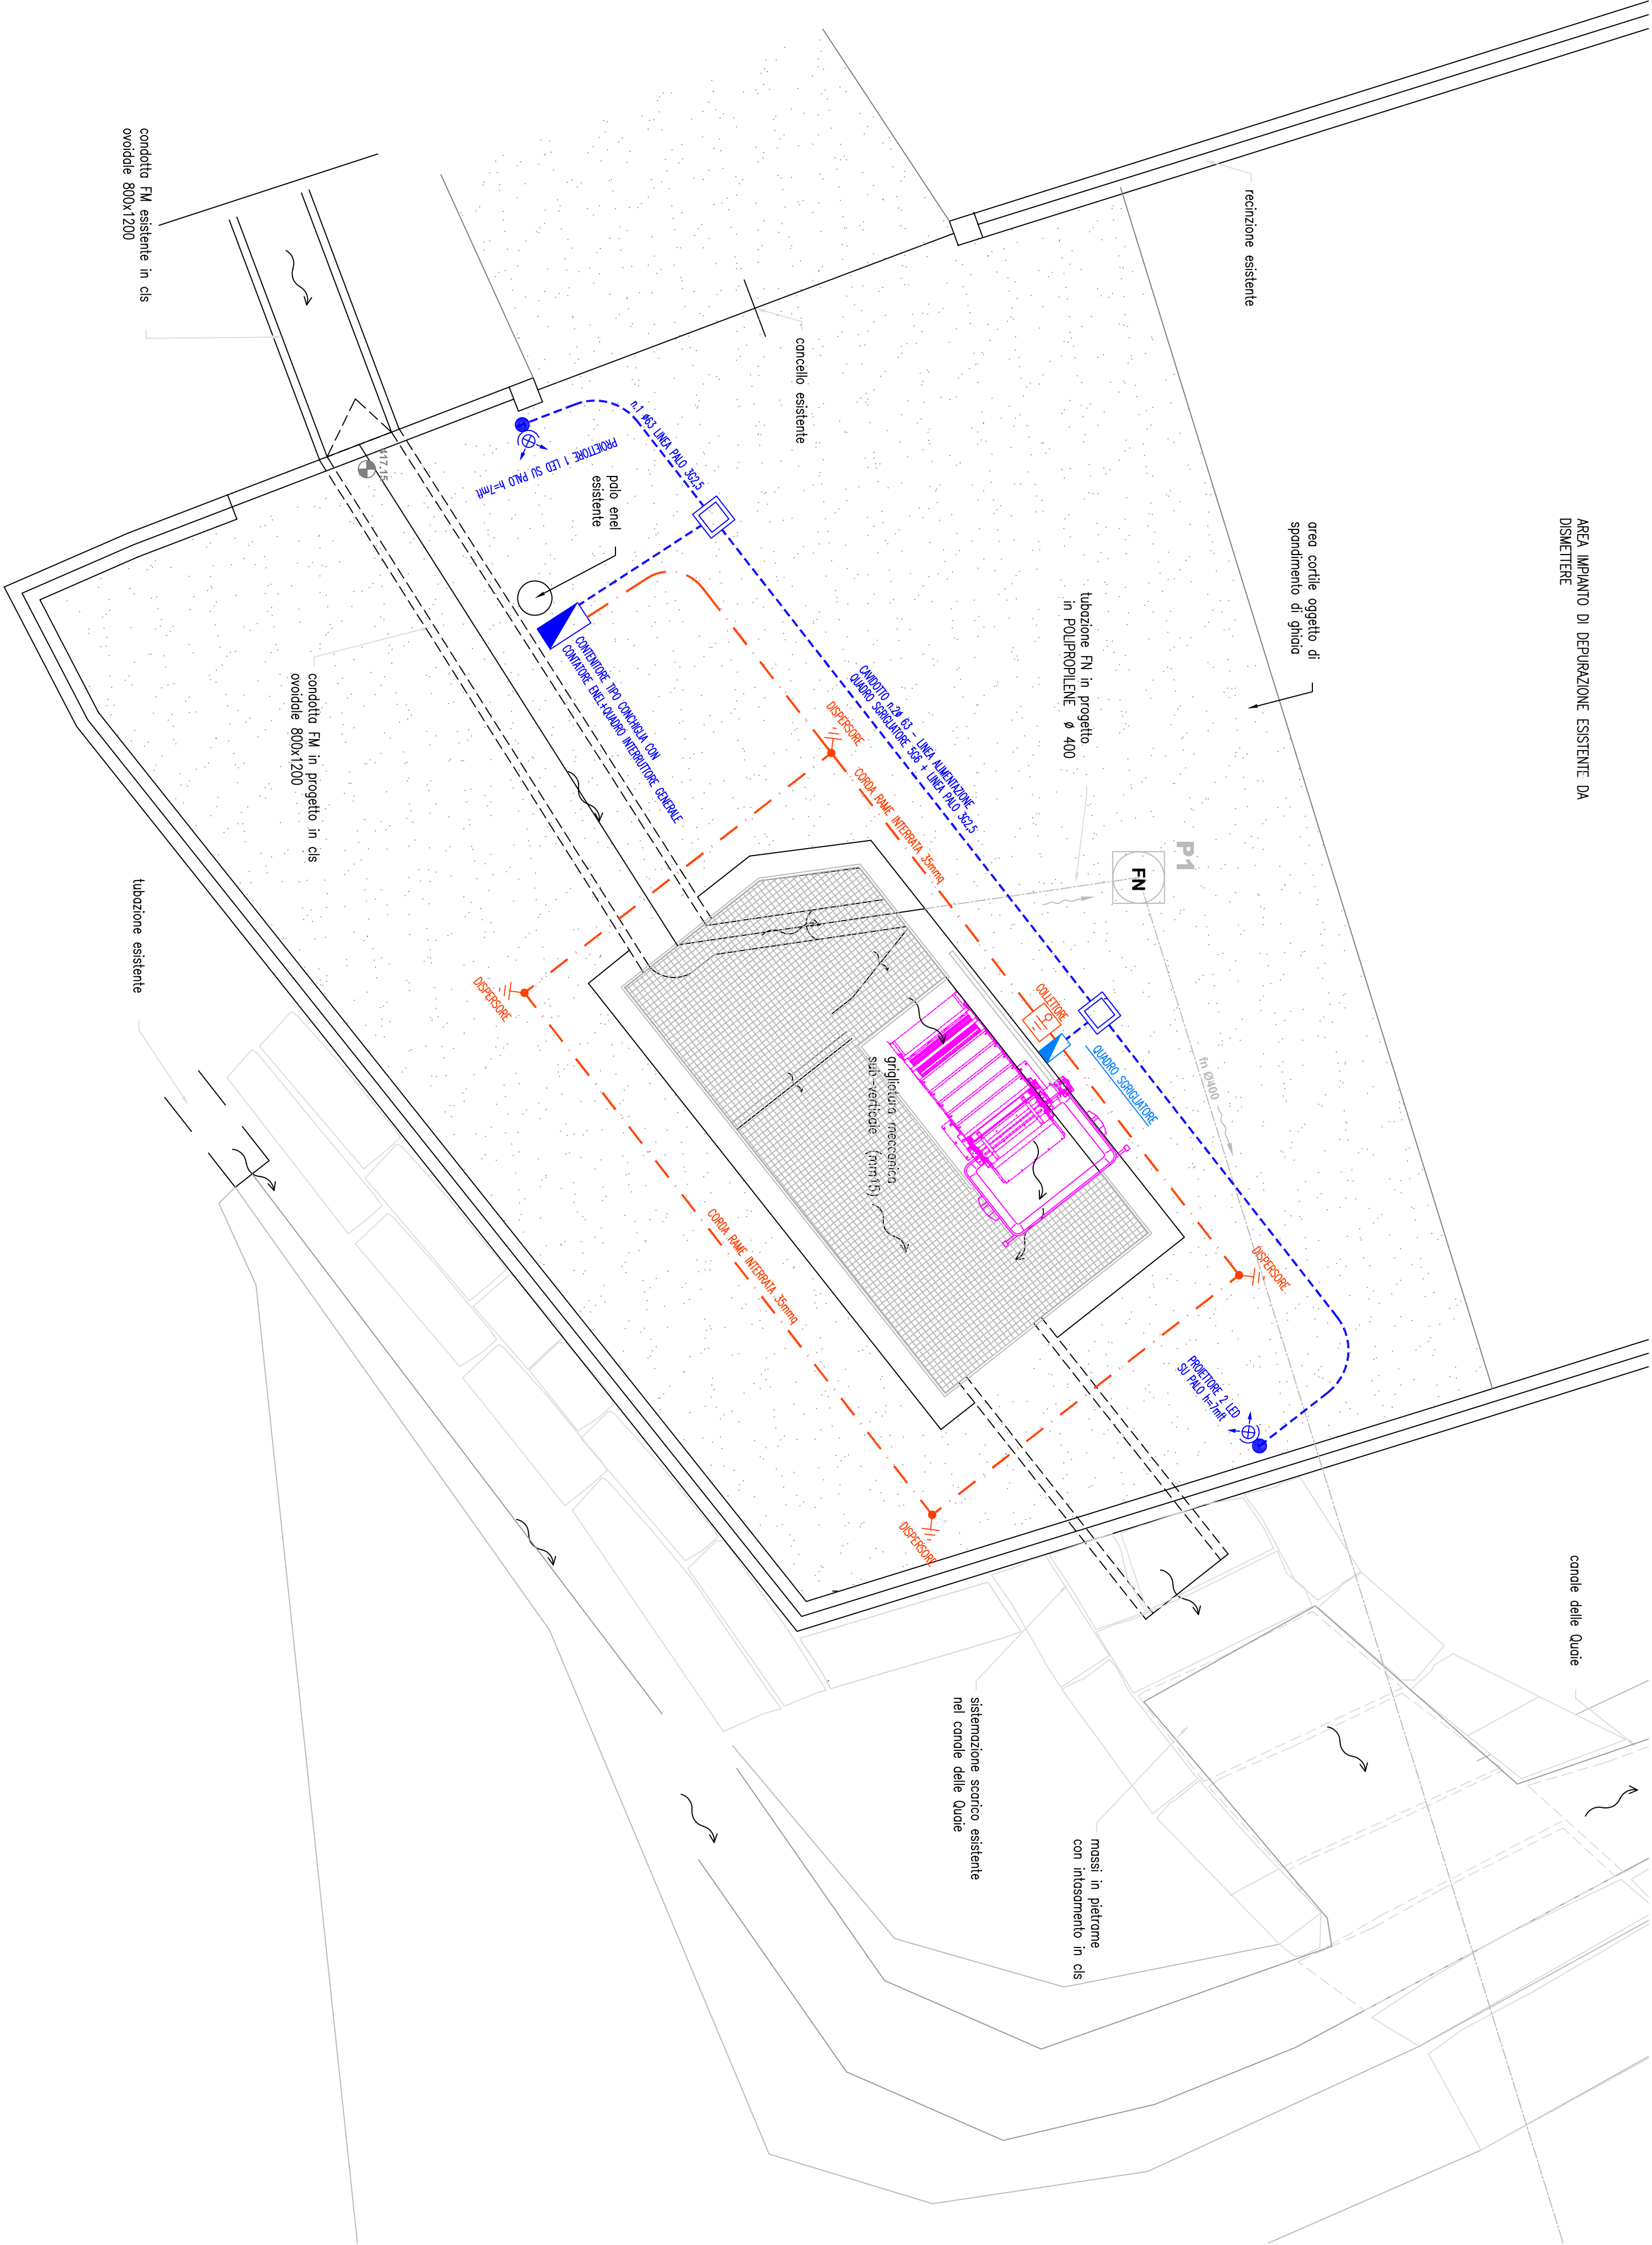 AREA IMPIANTO DI DEPURAZIONE ESISTENTE DA
DISMETTERE
recinzione esistente
area cortile oggetto di
spandimento di ghiaia
cancello esistente
condotta FM esistente in cls
ovoidale 800x1200
n.1 ø63 LINEA PALO 3G2,5
PROIETTORE 1 LED SU PALO h=7mft
417.15
palo enel
esistente
tubazione FN in progetto
in POLIPROPILENE ø 400
CAVIDOTTO n.2ø 63 - LINEA ALIMENTAZIONE
QUADRO SGRIGLIATORE 5G6 + LINEA PALO 3G2,5
CONTENITORE TIPO CONCHIGLIA CON
CONTATORE ENEL+QUADRO INTERRUTTORE GENERALE
DISPERSORE
CORDA RAME INTERRATA 35mmq
P1
FN
condotta FM in progetto in cls
ovoidale 800x1200
tubazione esistente
DISPERSORE
COLLETTORE
QUADRO SGRIGLIATORE
fn Ø400
grigliatura meccanica
sub-verticale (mm15)
CORDA RAME INTERRATA 35mmq
DISPERSORE
PROIETTORE 2 LED
SU PALO h=7mft
DISPERSORE
canale delle Quaie
sistemazione scarico esistente
nel canale delle Quaie
massi in pietrame
con intasamento in cls